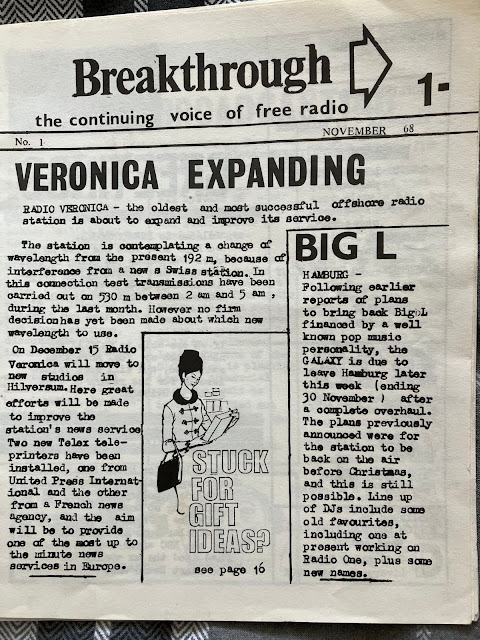 Breakthrough
1-
the continuing voice of free radio
No. 1
NOVEMBER 68
VERONICA EXPANDING
RADIO VERONICA - the oldest and most successful offshore radio
station is about to expand and improve its service.
The station is contemplating a change of
wavelength from the present 192 m, because of
interference from a new s Swiss station. In
this connection test transmissions have been
carried out on 530 m between 2 am and 5 am ,
during the last month. However no firm
decision has yet been made about which new
wavelength to use.
On December 15 Radio
Veronica will move to
new studios in
Hilversum. Here great
efforts will be made
to improve the
station's news service
Two new Telex tele-
printers have been
installed, one from
United Press Internat-
ional and the other
from a French news
agency, and the aim
will be to provide
one of the most up to
the minute news
services in Europe.
STUCK
FOR
GIFT
IDEAS?
see page 16
BIG L
HAMBURG -
Following earlier
reports of plans
to bring back Big L
financed by a well
known pop music
personality, the
GALAXY is due to
leave Hamburg later
this week (ending
30 November ) after
a complete overhaul.
The plans previously
announced were for
the station to be
back on the air
before Christmas,
and this is still
possible. Line up
of DJs include some
old favourites,
including one at
present working on
Radio One, plus some
new names.